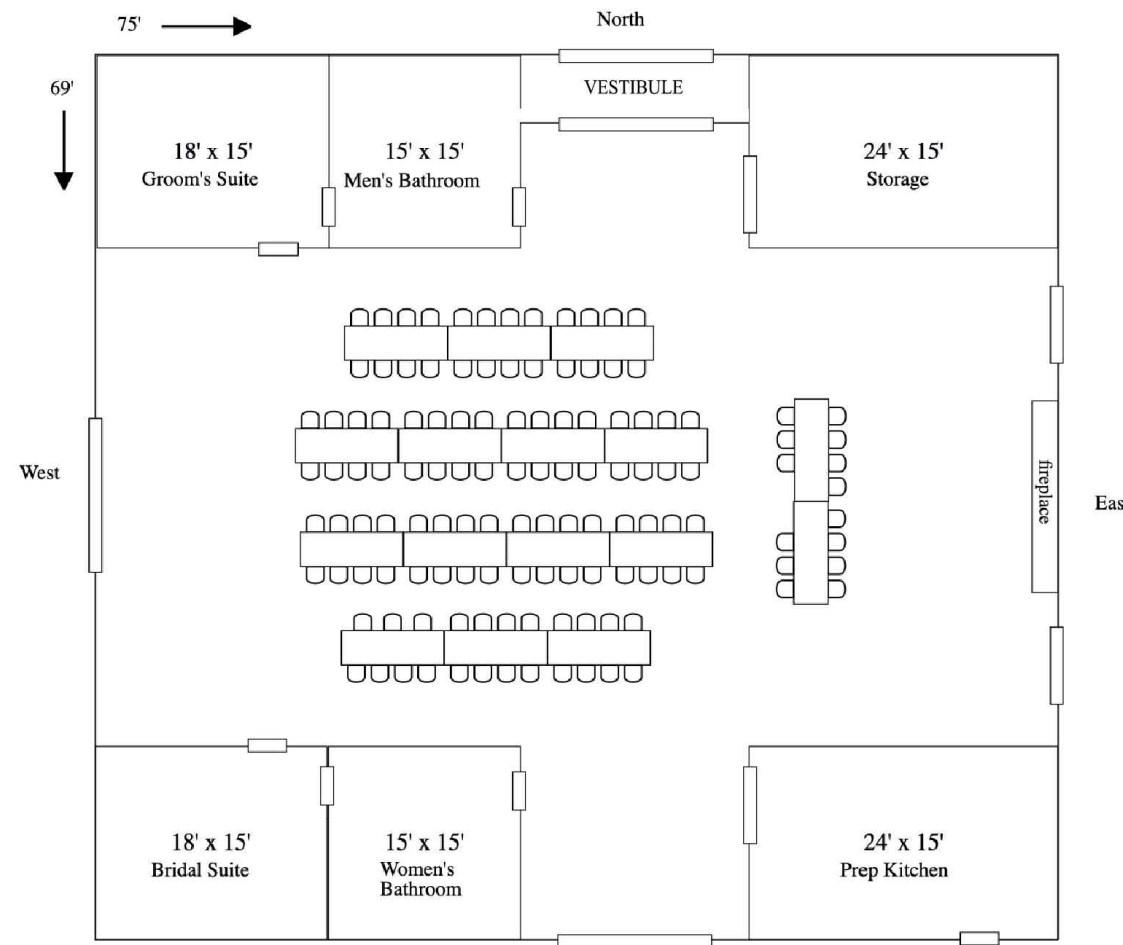 75'
North
69'
VESTIBULE
18' x 15'
Groom's Suite
15' x 15'
Men's Bathroom
24' x 15'
Storage
West
fireplace
Eas
18' x 15'
Bridal Suite
15' x 15'
Women's
Bathroom
24' x 15'
Prep Kitchen